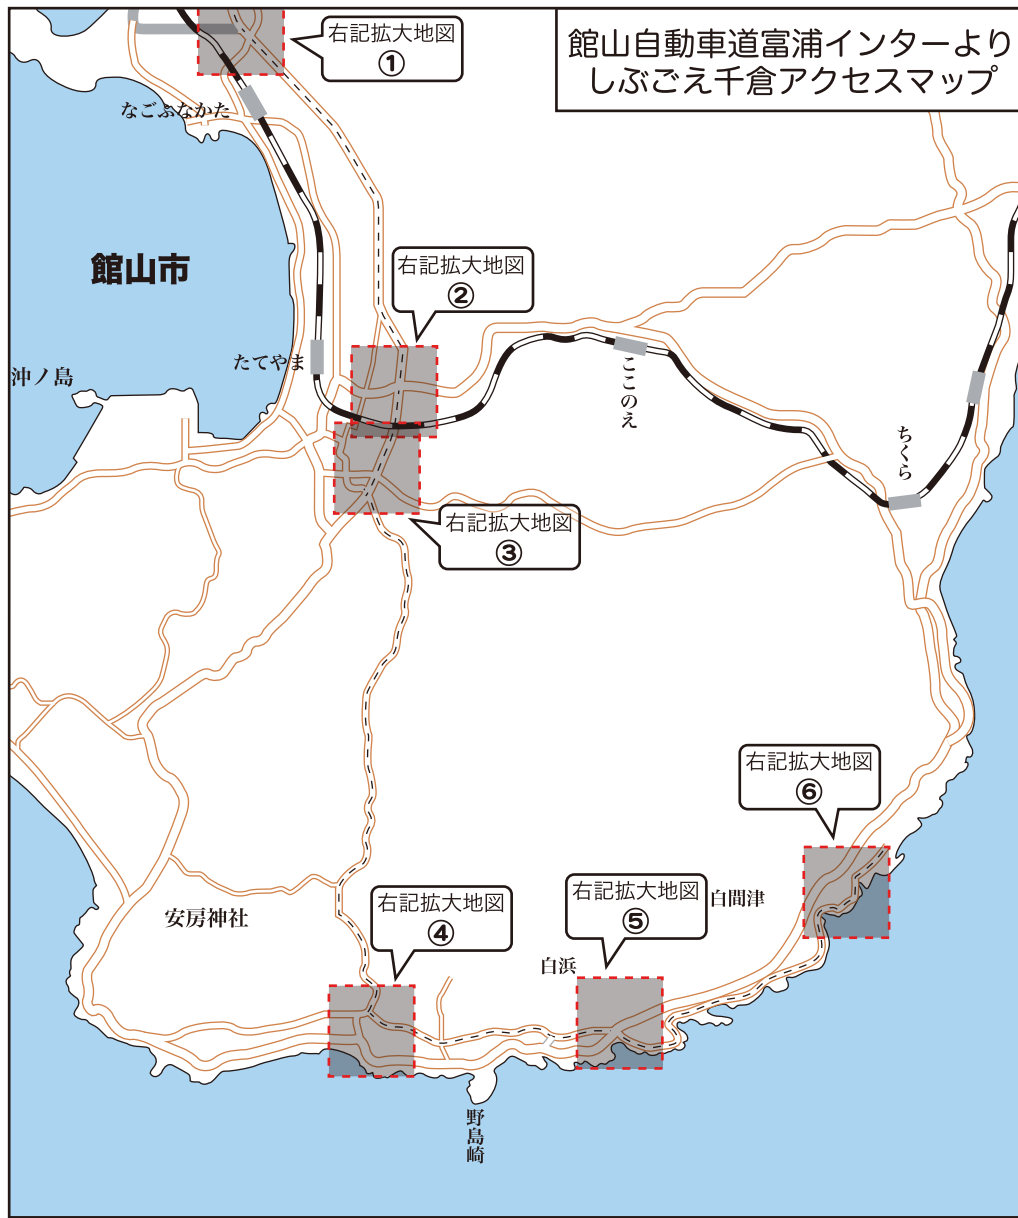 館山自動車道富浦インターより
しぶごえ千倉アクセスマップ
右記拡大地図
①
なごふなかた
館山市
右記拡大地図
②
たてやま
沖ノ島
ここのえ
ちくら
右記拡大地図
③
右記拡大地図
⑥
右記拡大地図
④
右記拡大地図
⑤
白間津
安房神社
白浜
野島崎